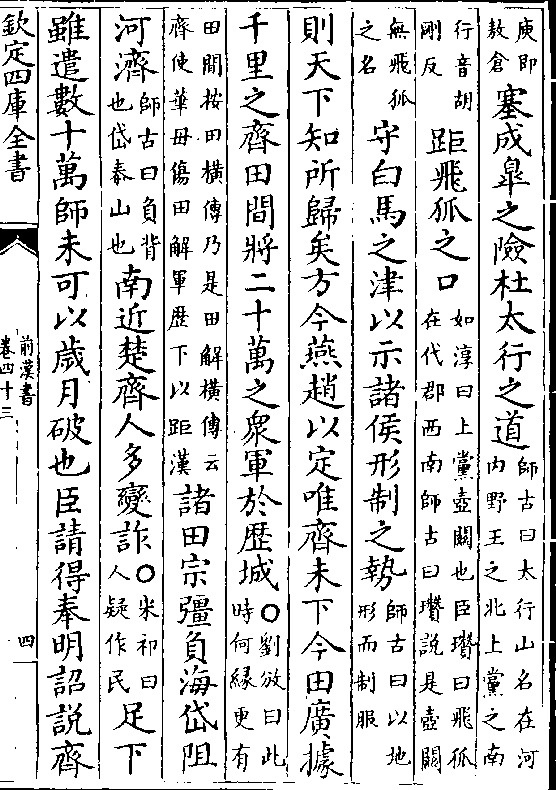 庾即敖倉塞成臯之險杜太行之道師古曰太行山名在河内野王之北上黨之南
行音胡剛反距飛狐之口如淳曰上黨壺關也臣瓚曰飛狐在代郡西南師古曰瓚說是壺關
無飛狐之名守白馬之津以示諸侯形制之埶師古曰以地形而制服
則天下知所歸矣方今燕趙以定唯齊未下今田廣據
千里之齊田間將二十萬之衆軍於歴城○劉攽曰此時何縁更有
田間按田橫傳乃是田解橫傳云齊使華毋傷田解軍歴下以距漢諸田宗彊負海岱阻
河濟師古曰負背也岱泰山也南近楚齊人多變詐○宋祁曰人疑作民足下
雖遣數十萬師未可以歲月破也臣請得奉明詔說齊
欽定四庫全書
前漢書
卷四十三
四